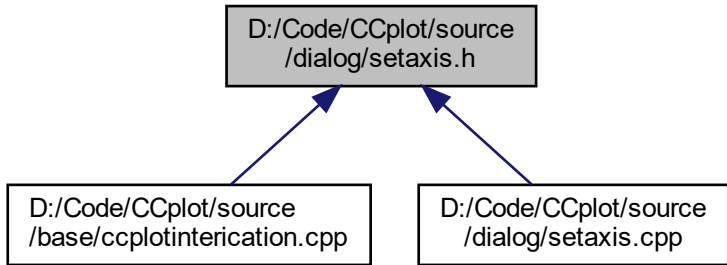 D:/Code/CCplot/source
/dialog/setaxis.h
D:/Code/CCplot/source
/base/ccplotinterication.cpp
D:/Code/CCplot/source
/dialog/setaxis.cpp